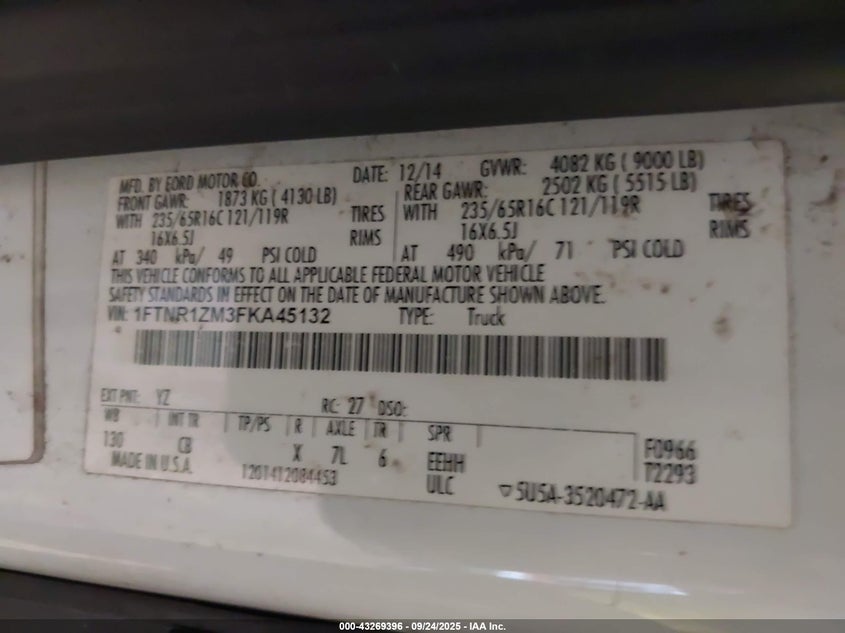 MFD. BY FORD MOTOR CO. DATE: 12/14 GVWR: 4082 KG ( 9000 LB)
FRONT GAWR: 1873 KG ( 4130 LB) REAR GAWR: 2502 KG ( 5515 LB)
WITH 235/65R16C 121/119R TIRES WITH 235/65R16C 121/119R TIRES
16X6.5J RIMS 16X6.5J RIMS
AT 340 kPa/ 49 PSI COLD AT 490 kPa/ 71 PSI COLD
THIS VEHICLE CONFORMS TO ALL APPLICABLE FEDERAL MOTOR VEHICLE
SAFETY STANDARDS IN EFFECT ON THE DATE OF MANUFACTURE SHOWN ABOVE.
VIN: 1FTNR1ZM3FKA45132 TYPE: Truck
EXT PNT: YZ RC: 27 DSO:
WB INT TR TP/PS R AXLE TR SPR
130 CB X 7L 6 EEHH F0966
MADE IN U.S.A. 1201412084453 ULC T2293
▽5U5A-3520472-AA
000-43269396 - 09/24/2025 - IAA Inc.